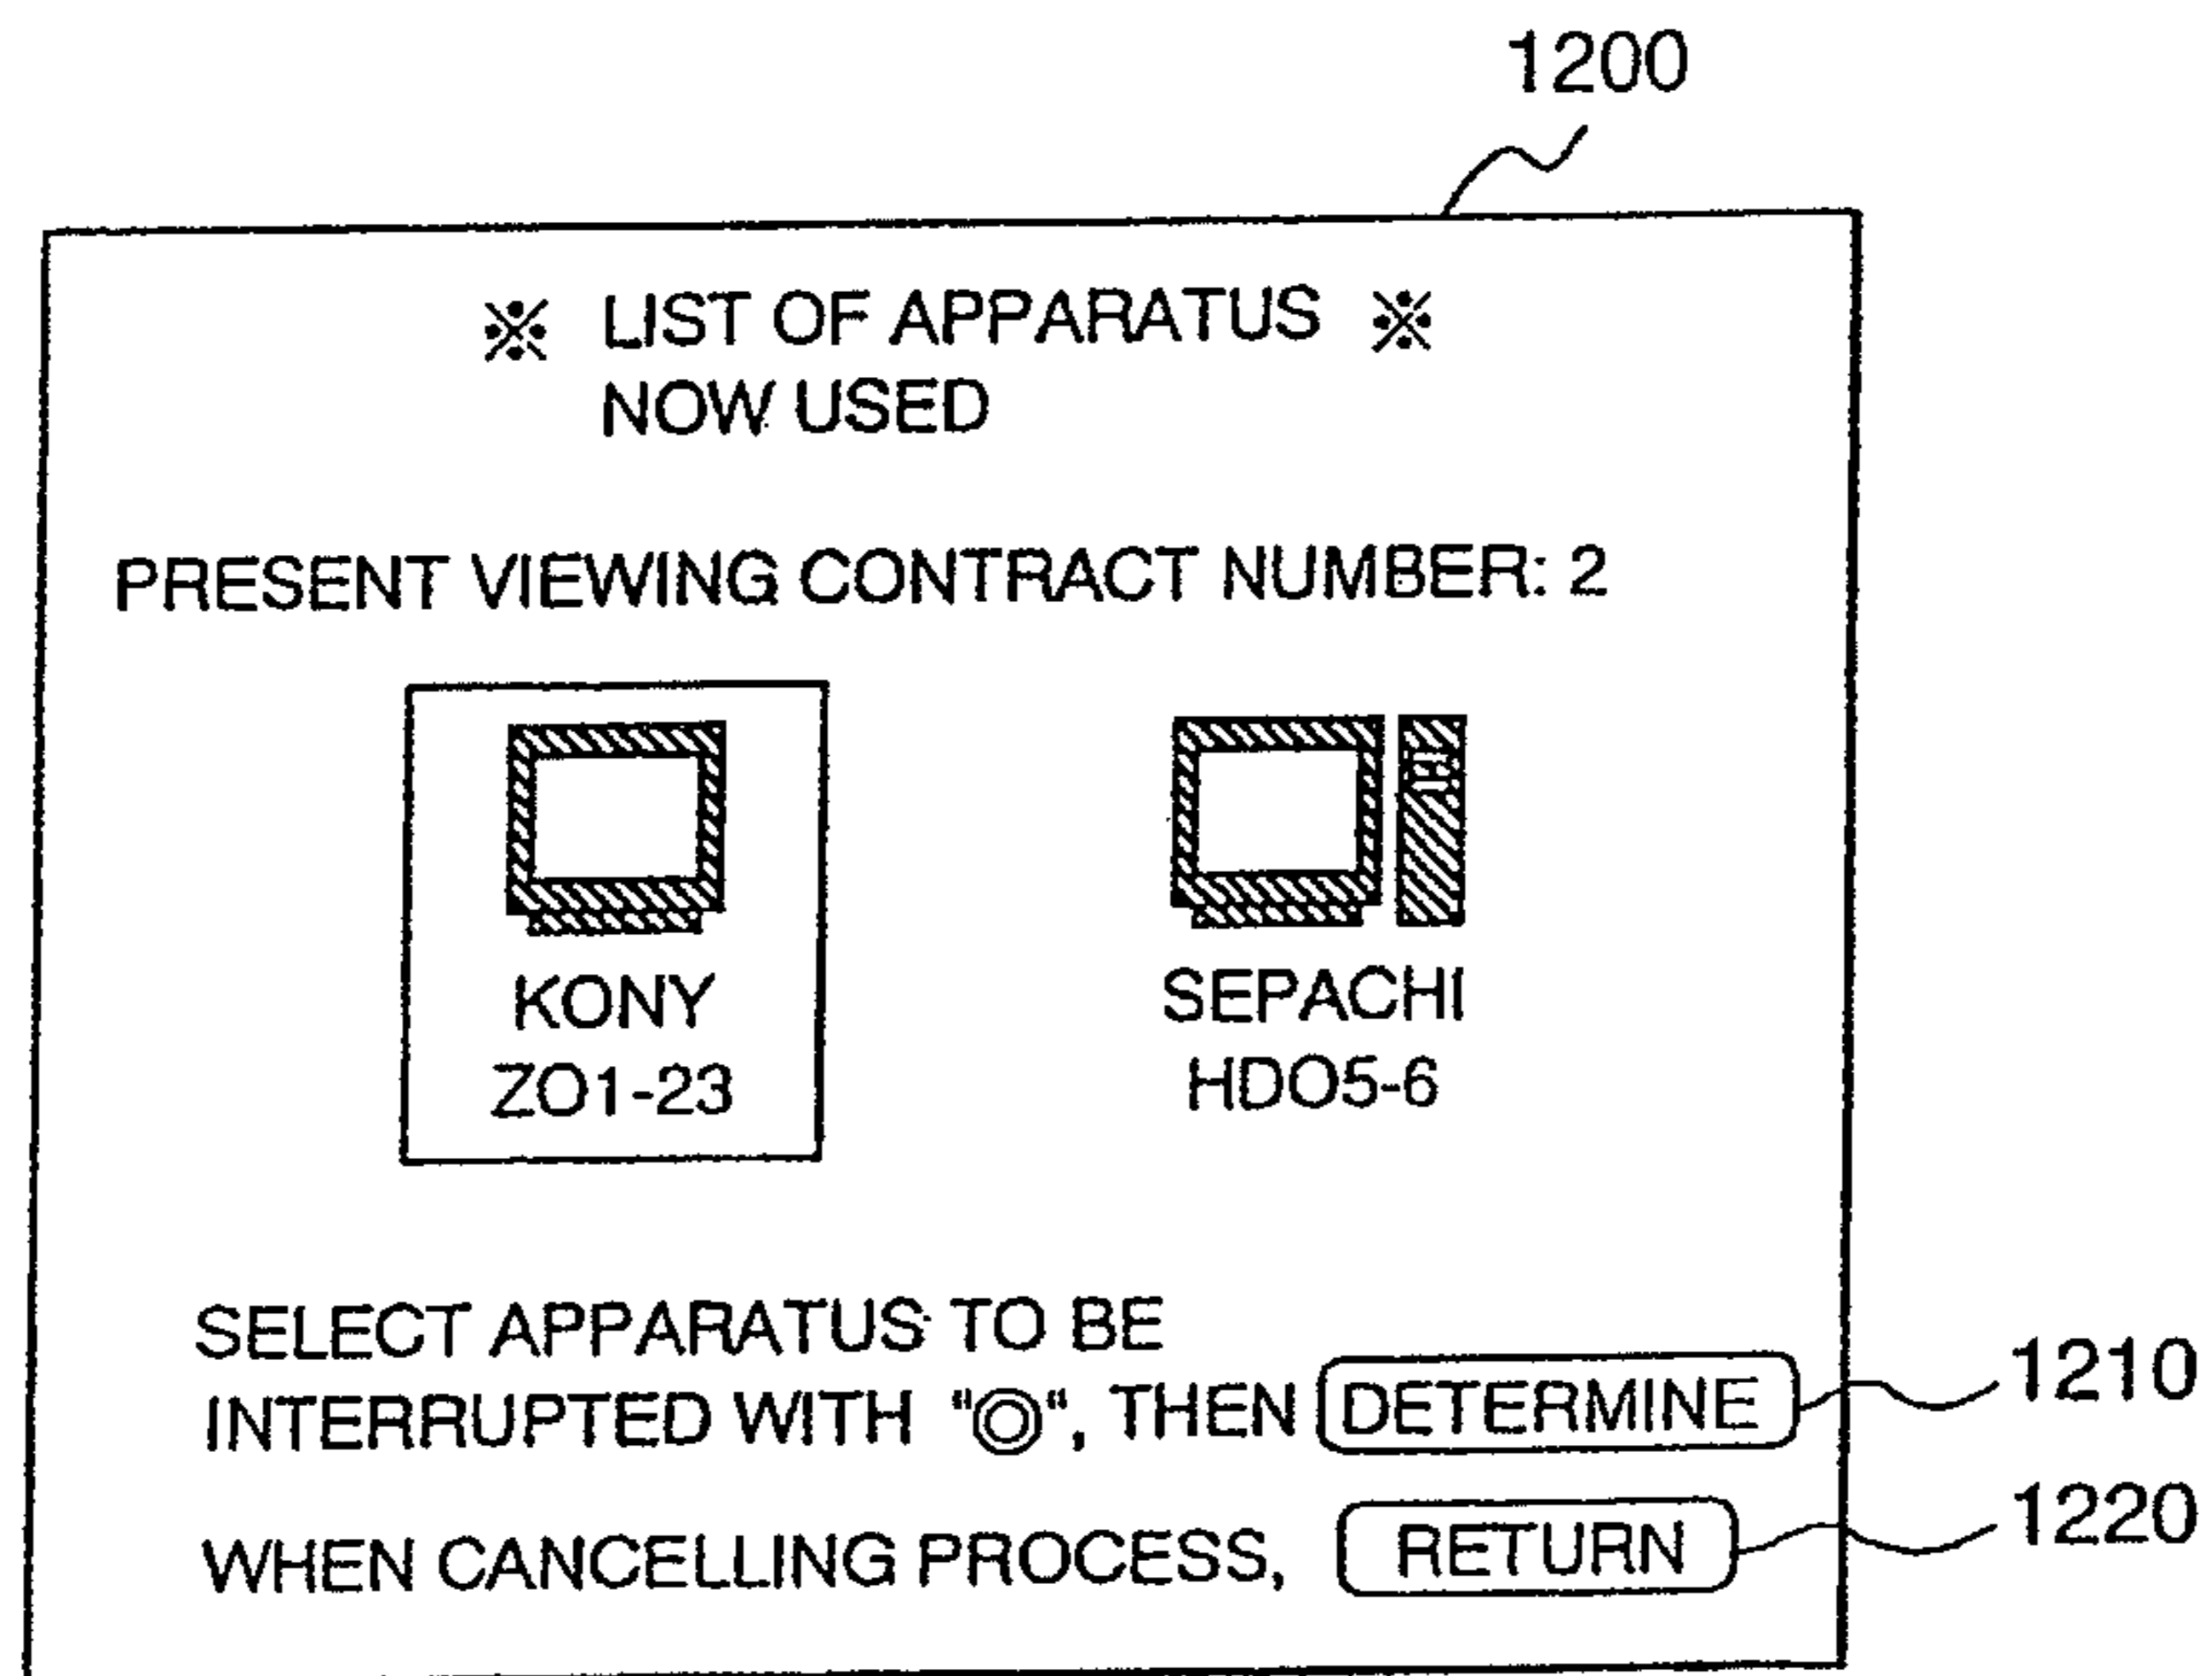 1200
※ LIST OF APPARATUS ※
NOW USED
PRESENT VIEWING CONTRACT NUMBER: 2
KONY
ZO1-23
SEPACHI
HDO5-6
SELECT APPARATUS TO BE
INTERRUPTED WITH "◎", THEN DETERMINE
1210
WHEN CANCELLING PROCESS, RETURN
1220